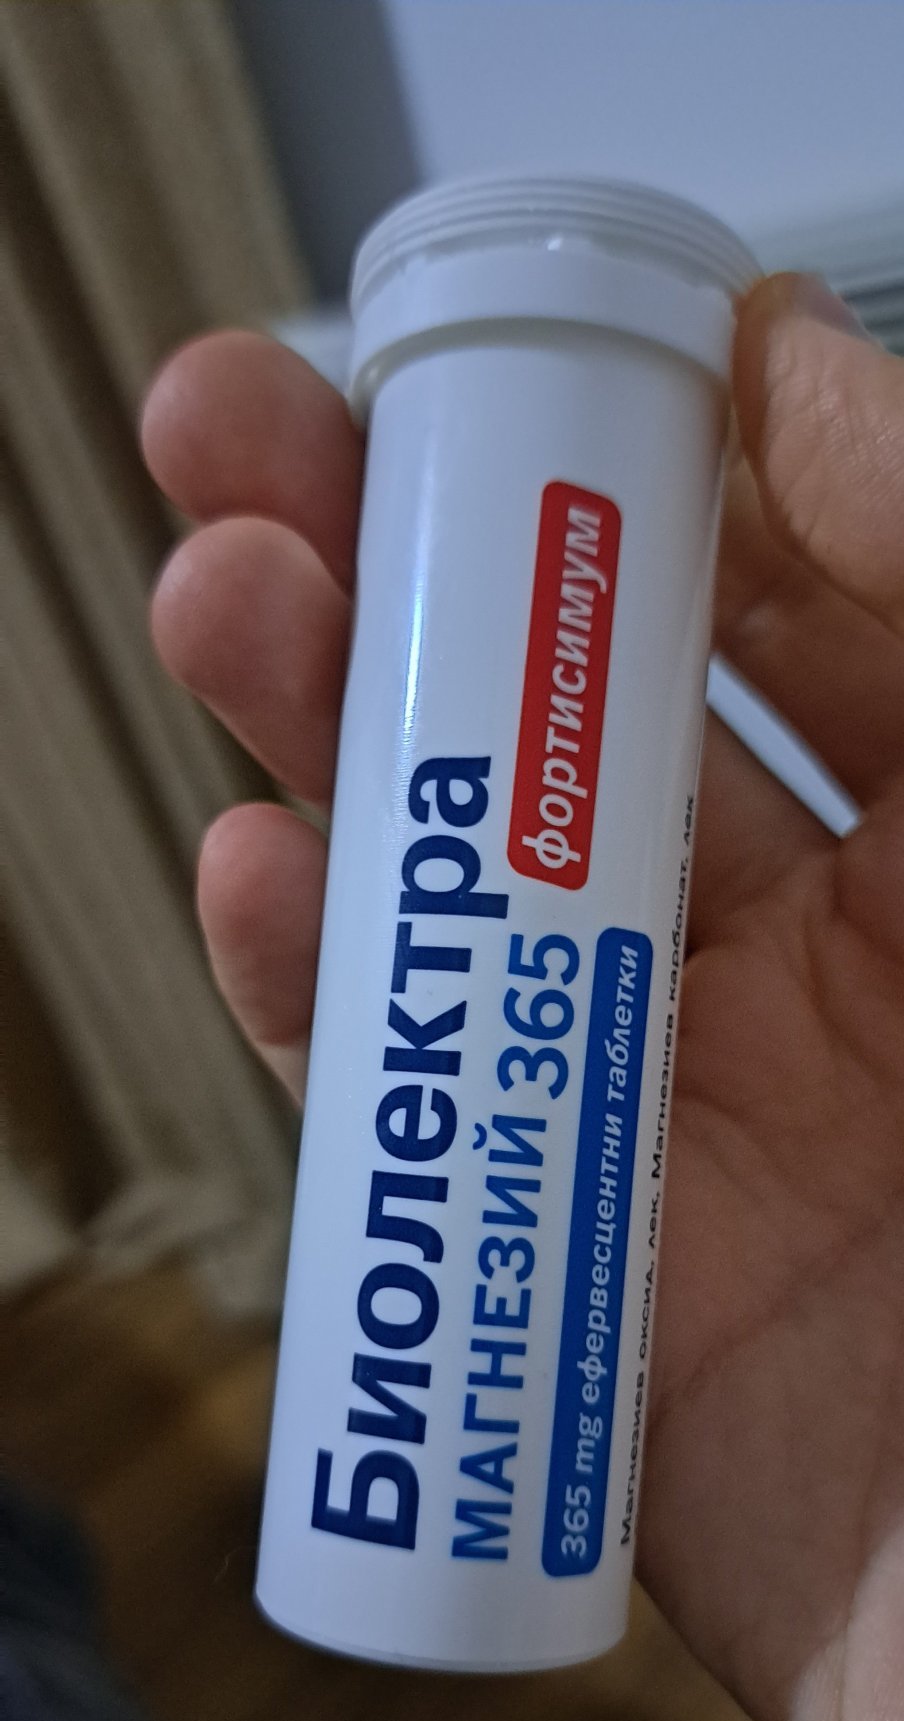 Биолектра
МАГНЕЗИЙ 365
фортисимум
365 mg ефервесцентни таблетки
Магнезиев оксид, лек, Магнезиев карбонат, лек